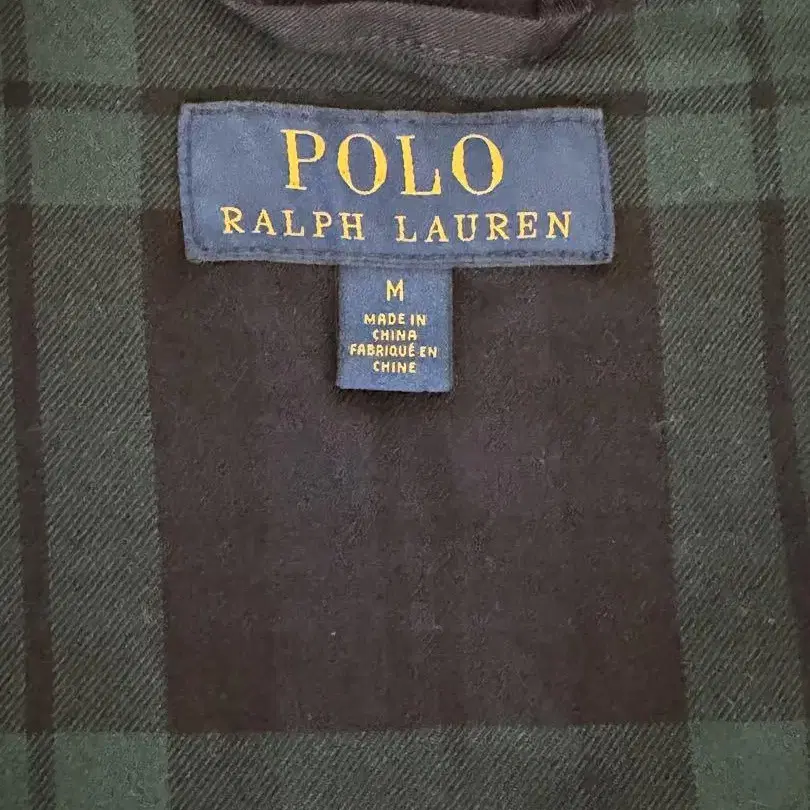 POLO
RALPH LAUREN
M
MADE IN
CHINA
FABRIQUÉ EN
CHINE